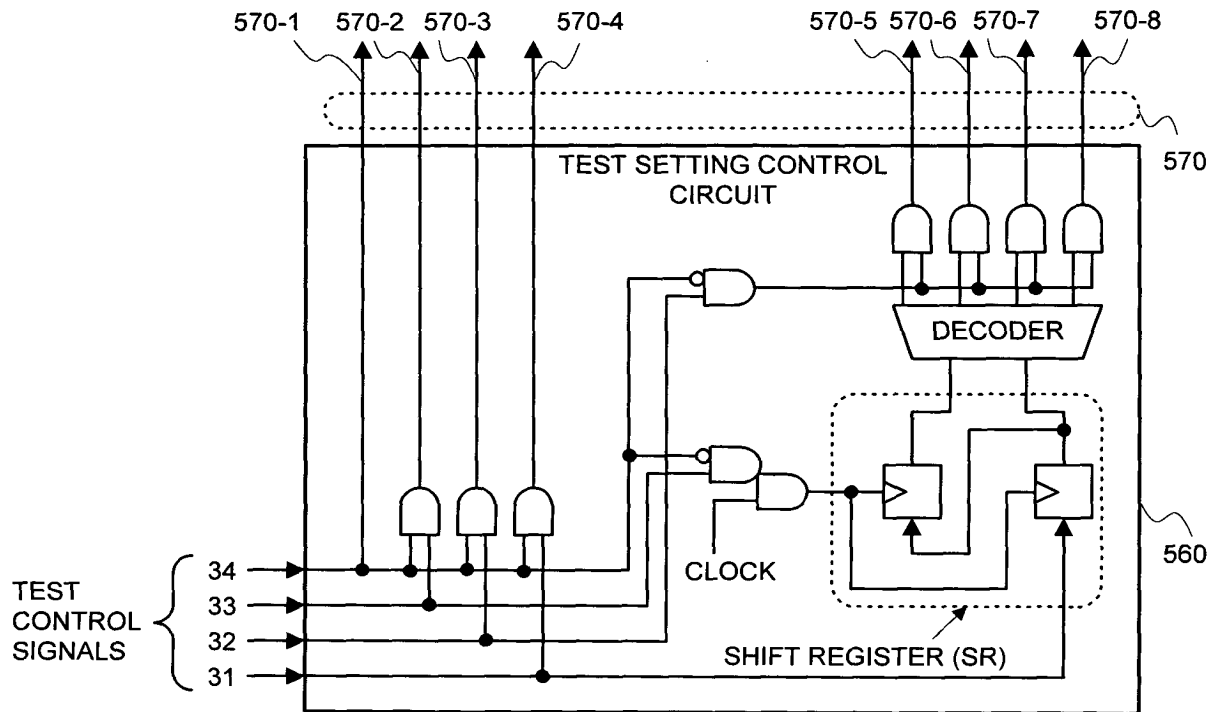 570-1 570-2 570-3 570-4 570-5 570-6 570-7 570-8
570
TEST SETTING CONTROL
CIRCUIT
DECODER
560
CLOCK
TEST
CONTROL
SIGNALS
34
33
32
31
SHIFT REGISTER (SR)